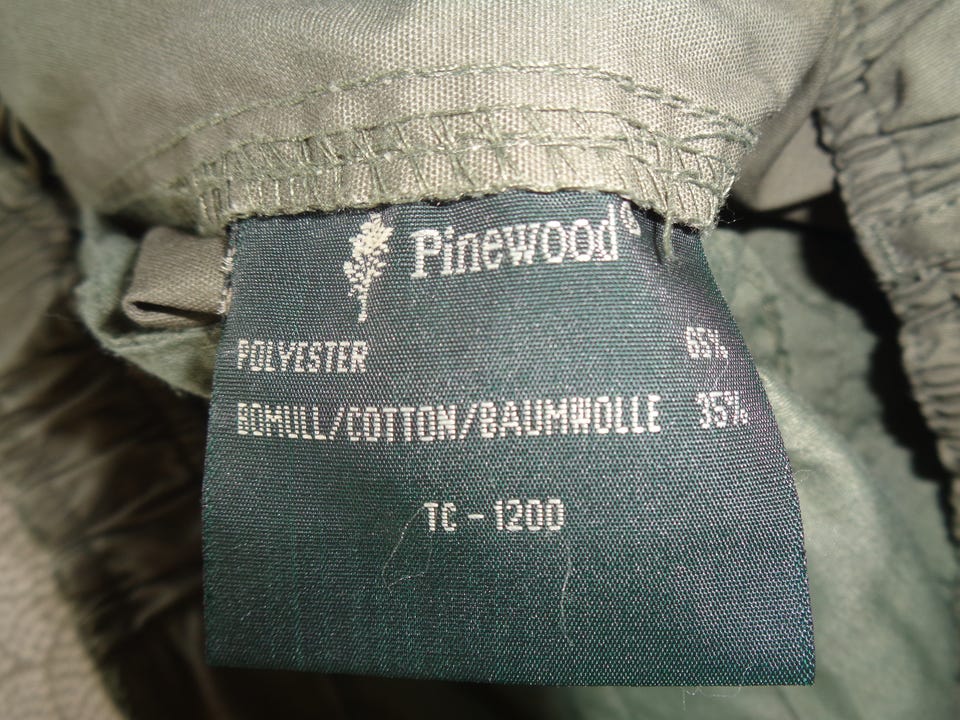 Pinewood®
POLYESTER 65%
BOMULL/COTTON/BAUMWOLLE 35%
TC - 1200